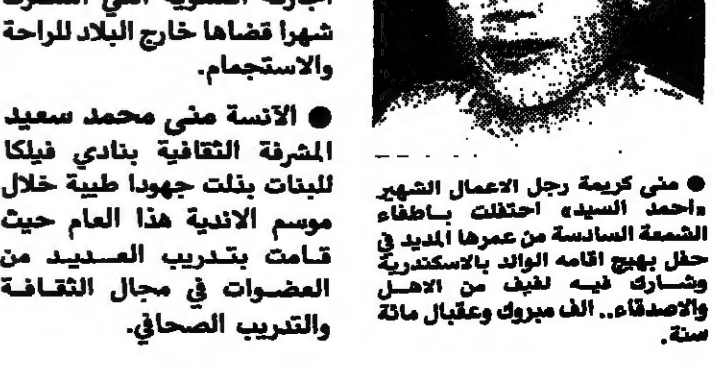 اجازته السنوية التي استغرقت
شهرا قضاها خارج البلاد للراحة
والاستجمام.
● الآنسة منى محمد سعيد
المشرفة الثقافية بنادي فيلكا
للبنات بذلت جهودا طيبة خلال
موسم الاندية هذا العام حيث
قامت بتدريب العديد من
العضوات في مجال الثقافة
والتدريب الصحافي.
● منى كريمة رجل الاعمال الشهير
«احمد السيد» احتفلت باطفاء
الشمعة السادسة من عمرها المديد في
حفل بهيج اقامه الوالد بالاسكندرية
وشارك فيه لفيف من الاهل
والاصدقاء.. الف مبروك وعقبال مائة
سنة.